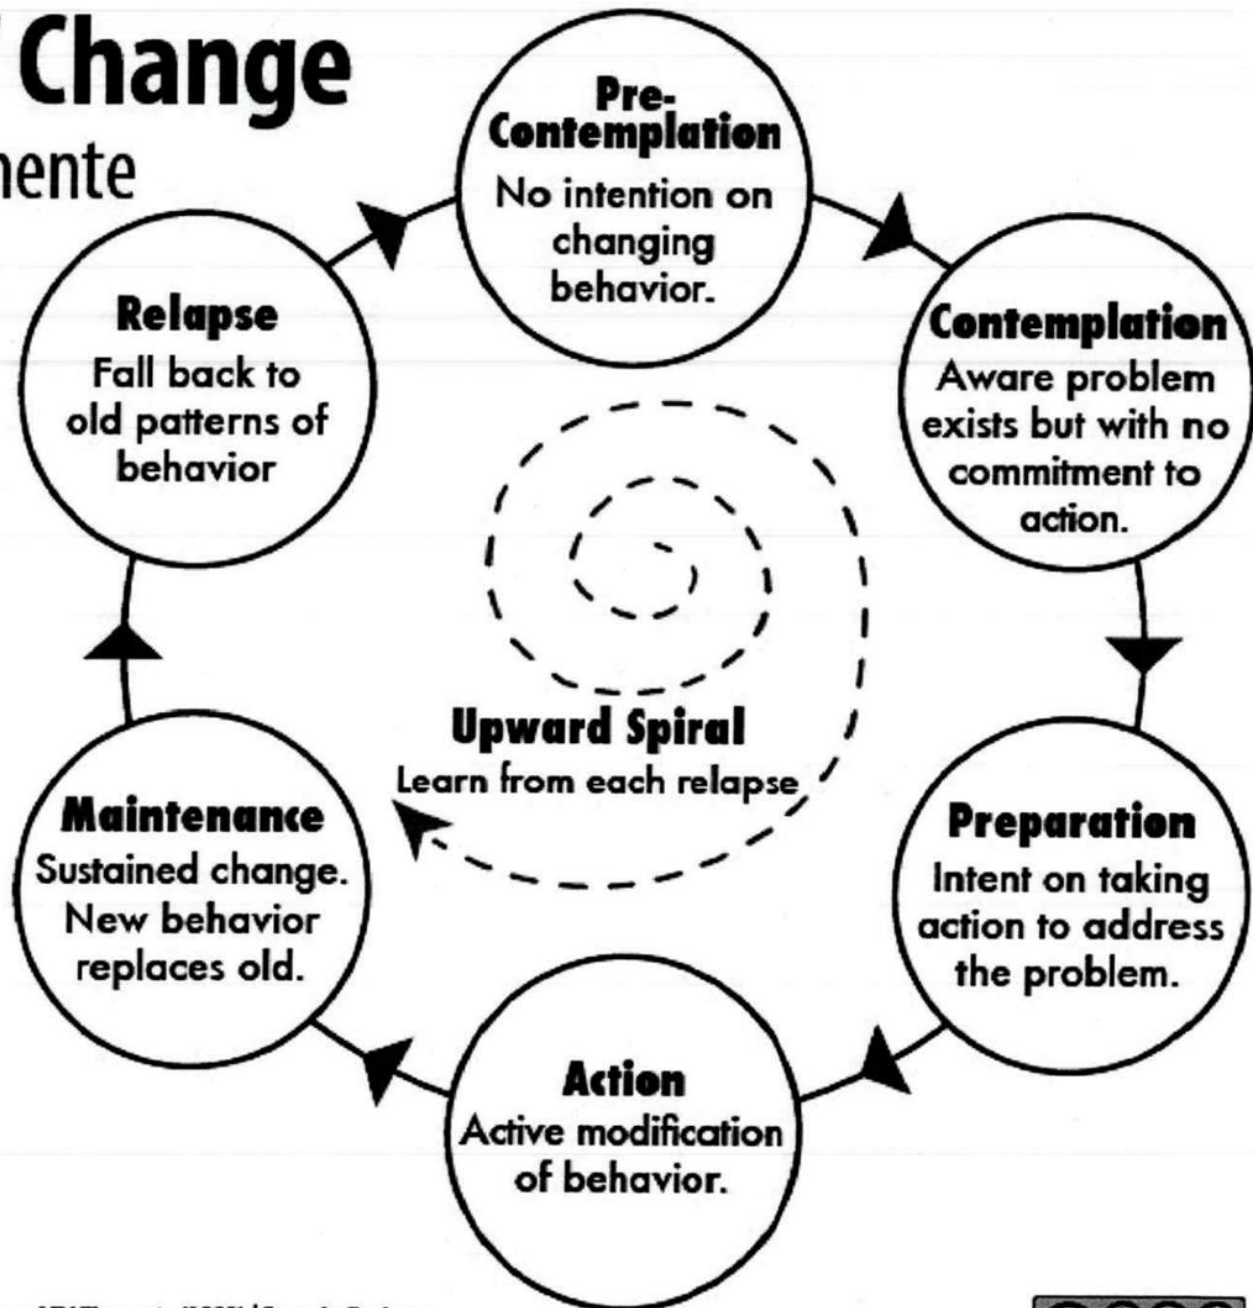 Change
Pre-
Contemplation
No intention on
changing
behavior.
Contemplation
Aware problem
exists but with no
commitment to
action.
Preparation
Intent on taking
action to address
the problem.
Action
Active modification
of behavior.
Maintenance
Sustained change.
New behavior
replaces old.
Relapse
Fall back to
old patterns of
behavior
Upward Spiral
Learn from each relapse